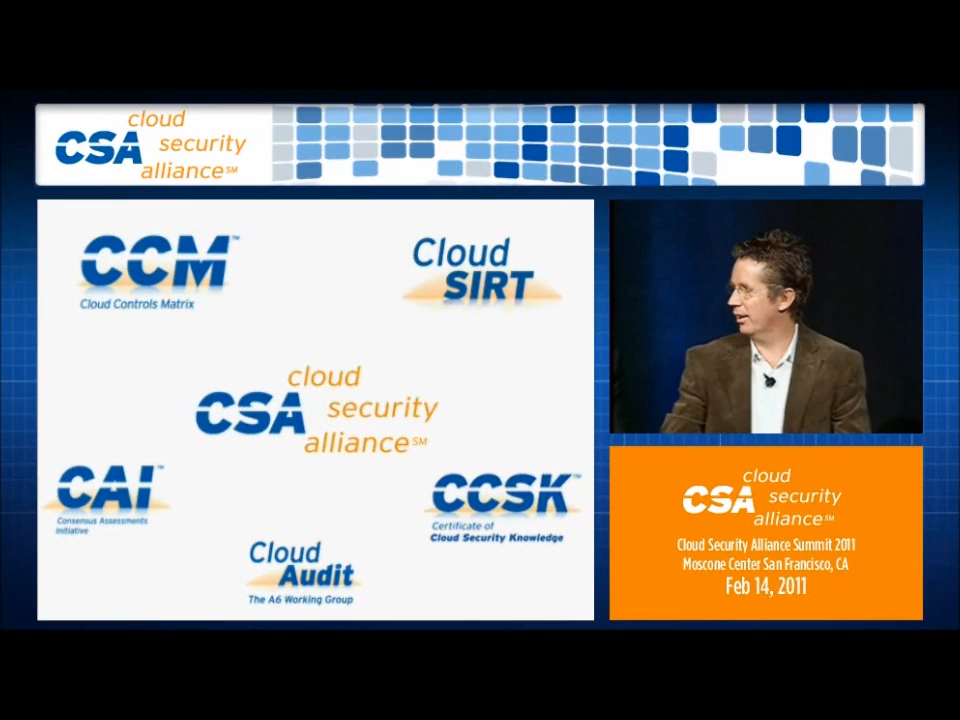 cloud
CSA security
alliance℠
CCM™
Cloud Controls Matrix
Cloud
SIRT
cloud
CSA security
alliance℠
CAI™
Consensus Assessments
Initiative
CCSK™
Certificate of
Cloud Security Knowledge
Cloud
Audit
The A6 Working Group
cloud
CSA security
alliance℠
Cloud Security Alliance Summit 2011
Moscone Center San Francisco, CA
Feb 14, 2011